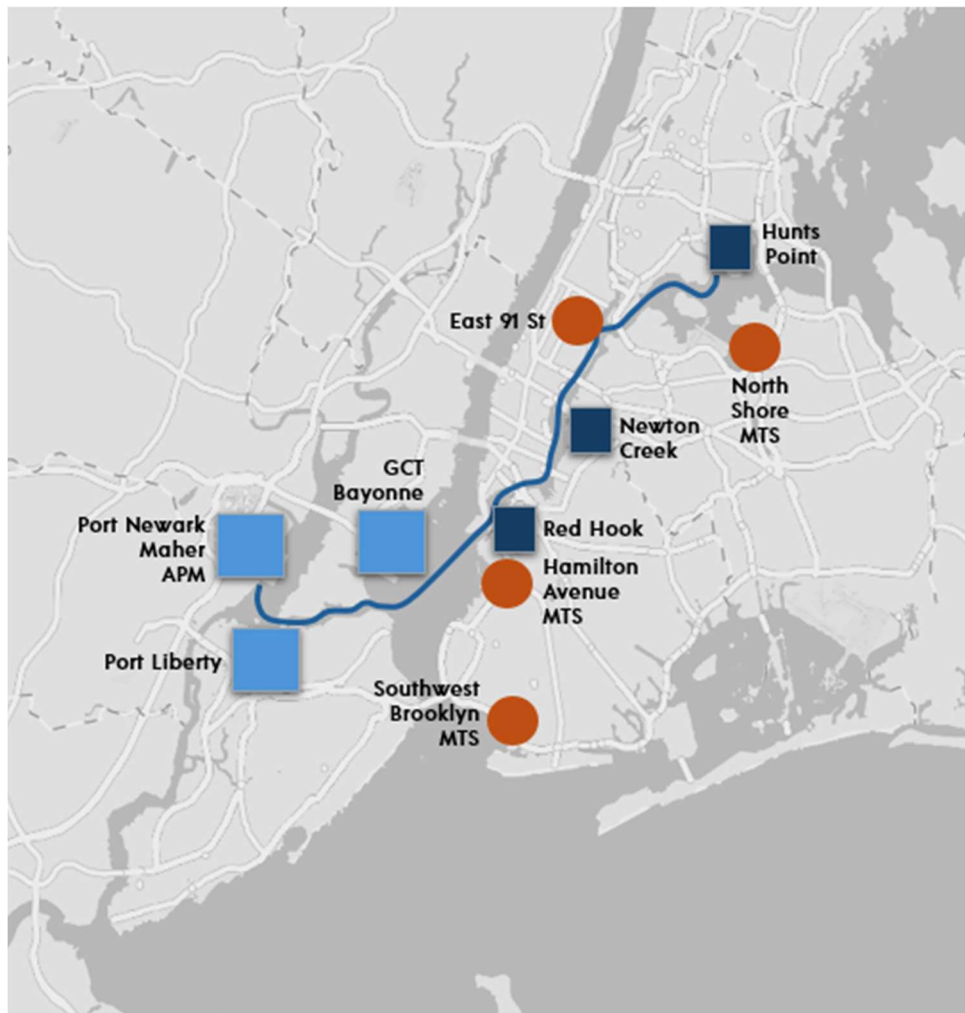 Hunts
Point
East 91 St
North
Shore
MTS
Newton
Creek
GCT
Bayonne
Port Newark
Maher
APM
Red Hook
Hamilton
Avenue
MTS
Port Liberty
Southwest
Brooklyn
MTS